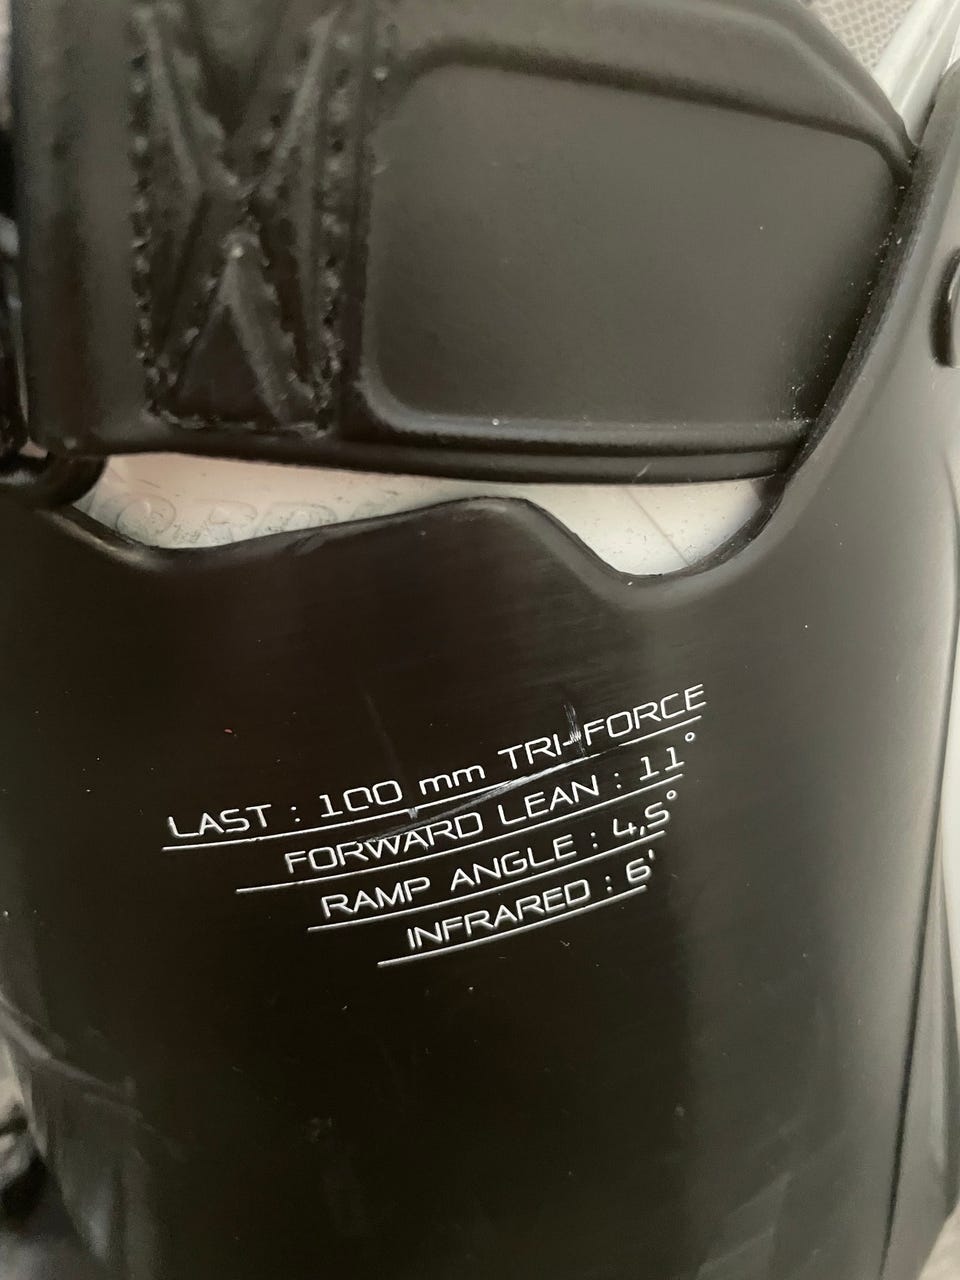 LAST : 100 mm TRI-FORCE
FORWARD LEAN : 11°
RAMP ANGLE : 4,5°
INFRARED : 6'